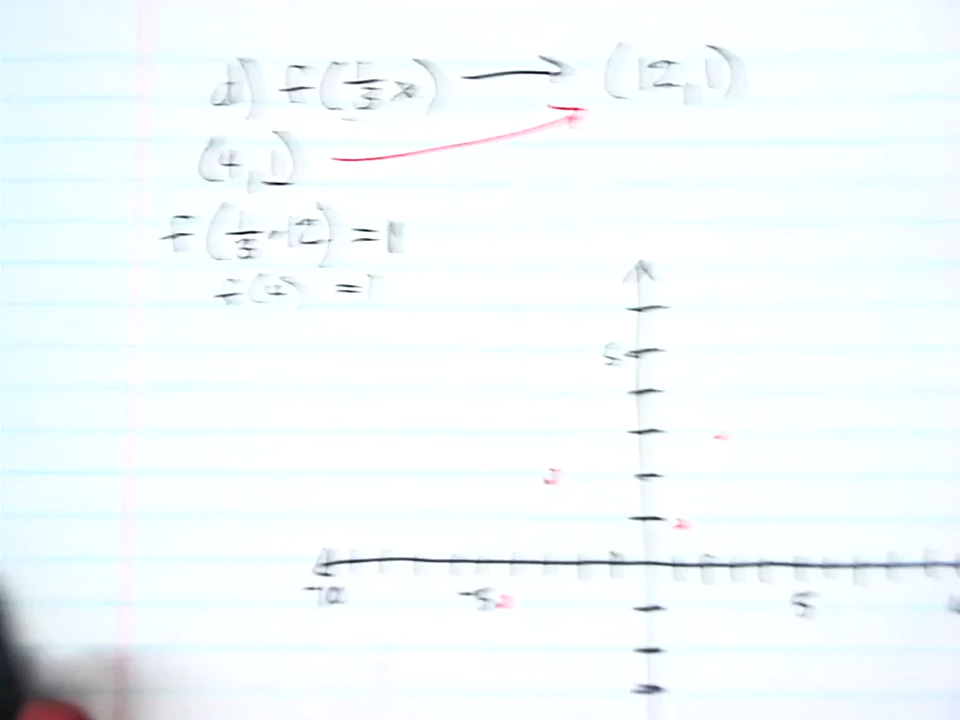 d) f(1/3 x) → (12,1)
(4,1)
f(1/3 · 12) = 1
f(4) = 1
5
-10 -5 5